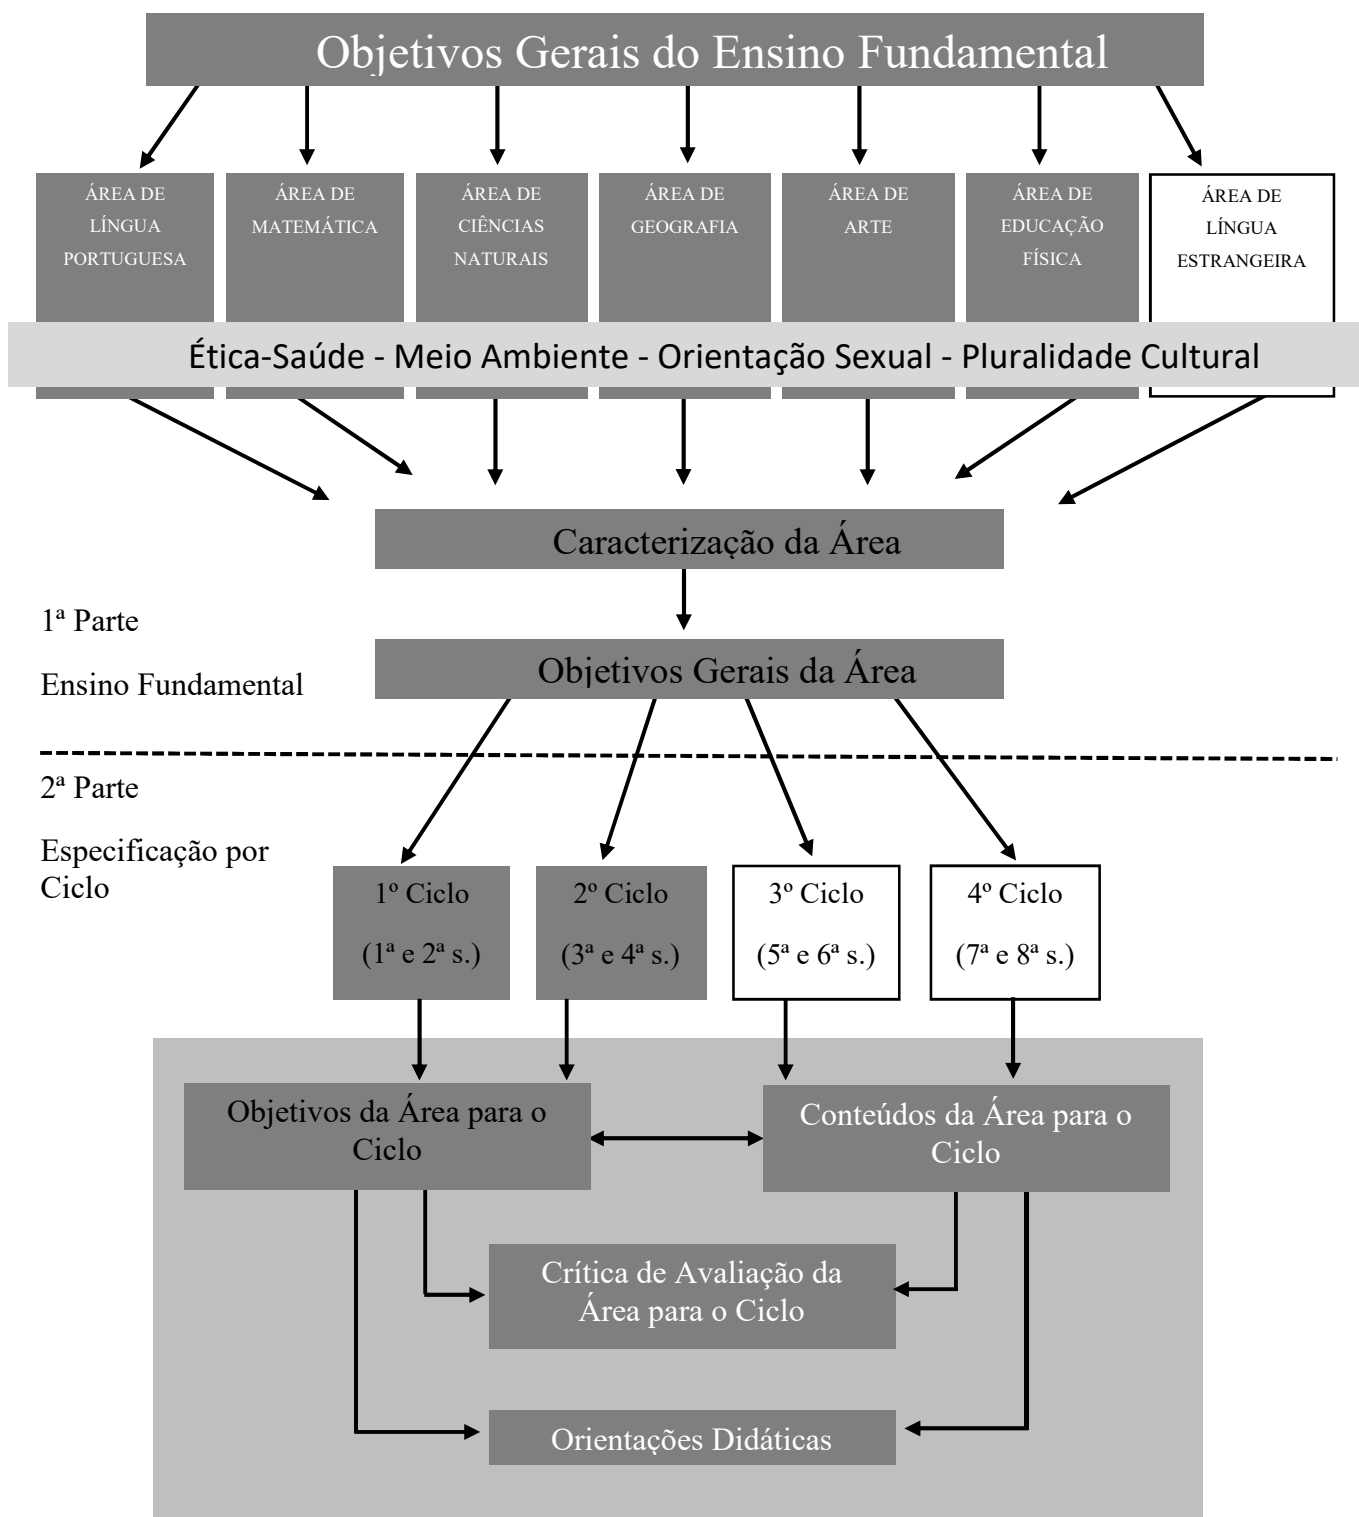 Objetivos Gerais do Ensino Fundamental
ÁREA DE
LÍNGUA
PORTUGUESA
ÁREA DE
MATEMÁTICA
ÁREA DE
CIÊNCIAS
NATURAIS
ÁREA DE
GEOGRAFIA
ÁREA DE
ARTE
ÁREA DE
EDUCAÇÃO
FÍSICA
ÁREA DE
LÍNGUA
ESTRANGEIRA
Ética-Saúde - Meio Ambiente - Orientação Sexual - Pluralidade Cultural
Caracterização da Área
1ª Parte
Ensino Fundamental
Objetivos Gerais da Área
2ª Parte
Especificação por
Ciclo
1º Ciclo
(1ª e 2ª s.)
2º Ciclo
(3ª e 4ª s.)
3º Ciclo
(5ª e 6ª s.)
4º Ciclo
(7ª e 8ª s.)
Objetivos da Área para o
Ciclo
Conteúdos da Área para o
Ciclo
Crítica de Avaliação da
Área para o Ciclo
Orientações Didáticas